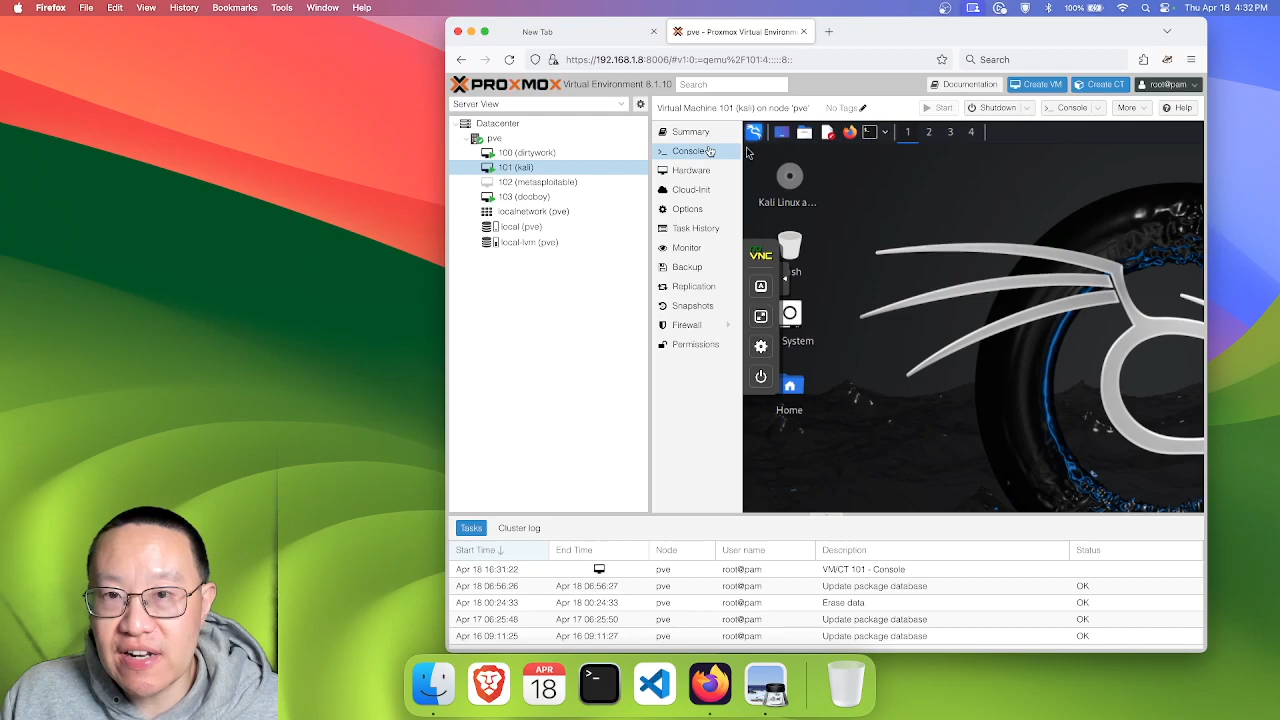 Firefox File Edit View History Bookmarks Tools Window Help
100% Thu Apr 18 4:32 PM
New Tab
pve - Proxmox Virtual Environm
https://192.168.1.8:8006/#v1:0:=qemu%2F101:4:::::8::
Search
PROXMOX Virtual Environment 8.1.10 Search
Documentation Create VM Create CT root@pam
Server View
Virtual Machine 101 (kali) on node 'pve' No Tags
Start Shutdown Console More Help
Datacenter
pve
100 (dirtywork)
101 (kali)
102 (metasploitable)
103 (docboy)
localnetwork (pve)
local (pve)
local-lvm (pve)
Summary
Console
Hardware
Cloud-Init
Options
Task History
Monitor
Backup
Replication
Snapshots
Firewall
Permissions
1 2 3 4
Kali Linux a...
noVNC
A
sh
System
Home
Tasks Cluster log
Start Time End Time Node User name Description Status
Apr 18 16:31:22 pve root@pam VM/CT 101 - Console
Apr 18 06:56:26 Apr 18 06:56:27 pve root@pam Update package database OK
Apr 18 00:24:33 Apr 18 00:24:33 pve root@pam Erase data OK
Apr 17 06:25:48 Apr 17 06:25:50 pve root@pam Update package database OK
Apr 16 09:11:25 Apr 16 09:11:27 pve root@pam Update package database OK
APR
18